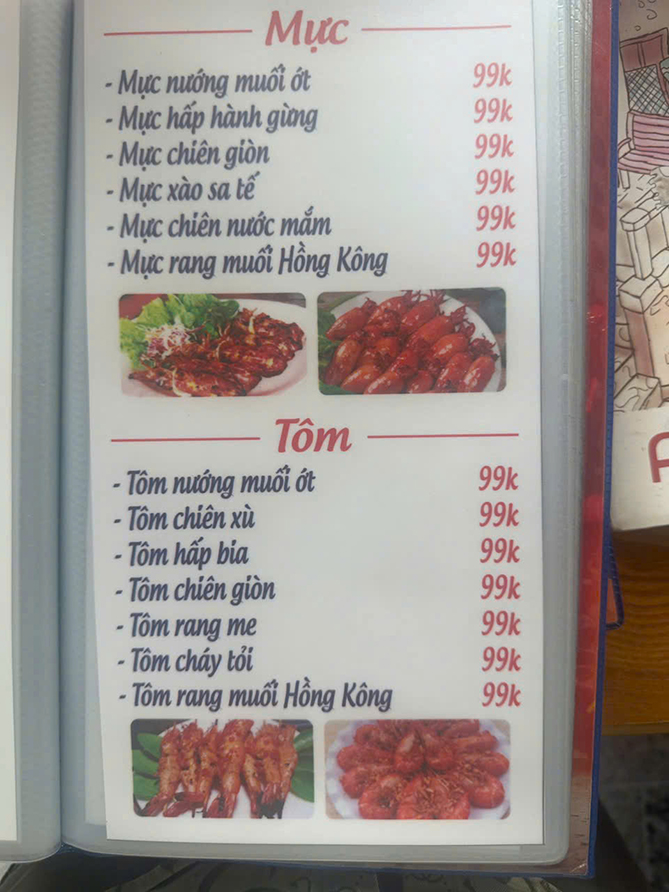 Mực
- Mực nướng muối ớt 99k
- Mực hấp hành gừng 99k
- Mực chiên giòn 99k
- Mực xào sa tế 99k
- Mực chiên nước mắm 99k
- Mực rang muối Hồng Kông 99k
Tôm
- Tôm nướng muối ớt 99k
- Tôm chiên xù 99k
- Tôm hấp bia 99k
- Tôm chiên giòn 99k
- Tôm rang me 99k
- Tôm cháy tỏi 99k
- Tôm rang muối Hồng Kông 99k